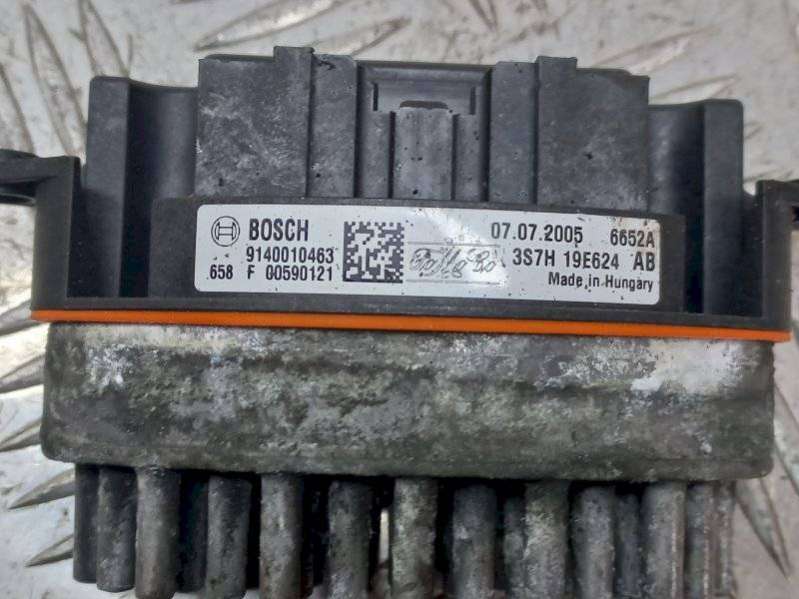 BOSCH
9140010463
.658 F 00590121
07.07.2005 6652A
3S7H 19E624 AB
Made in Hungary